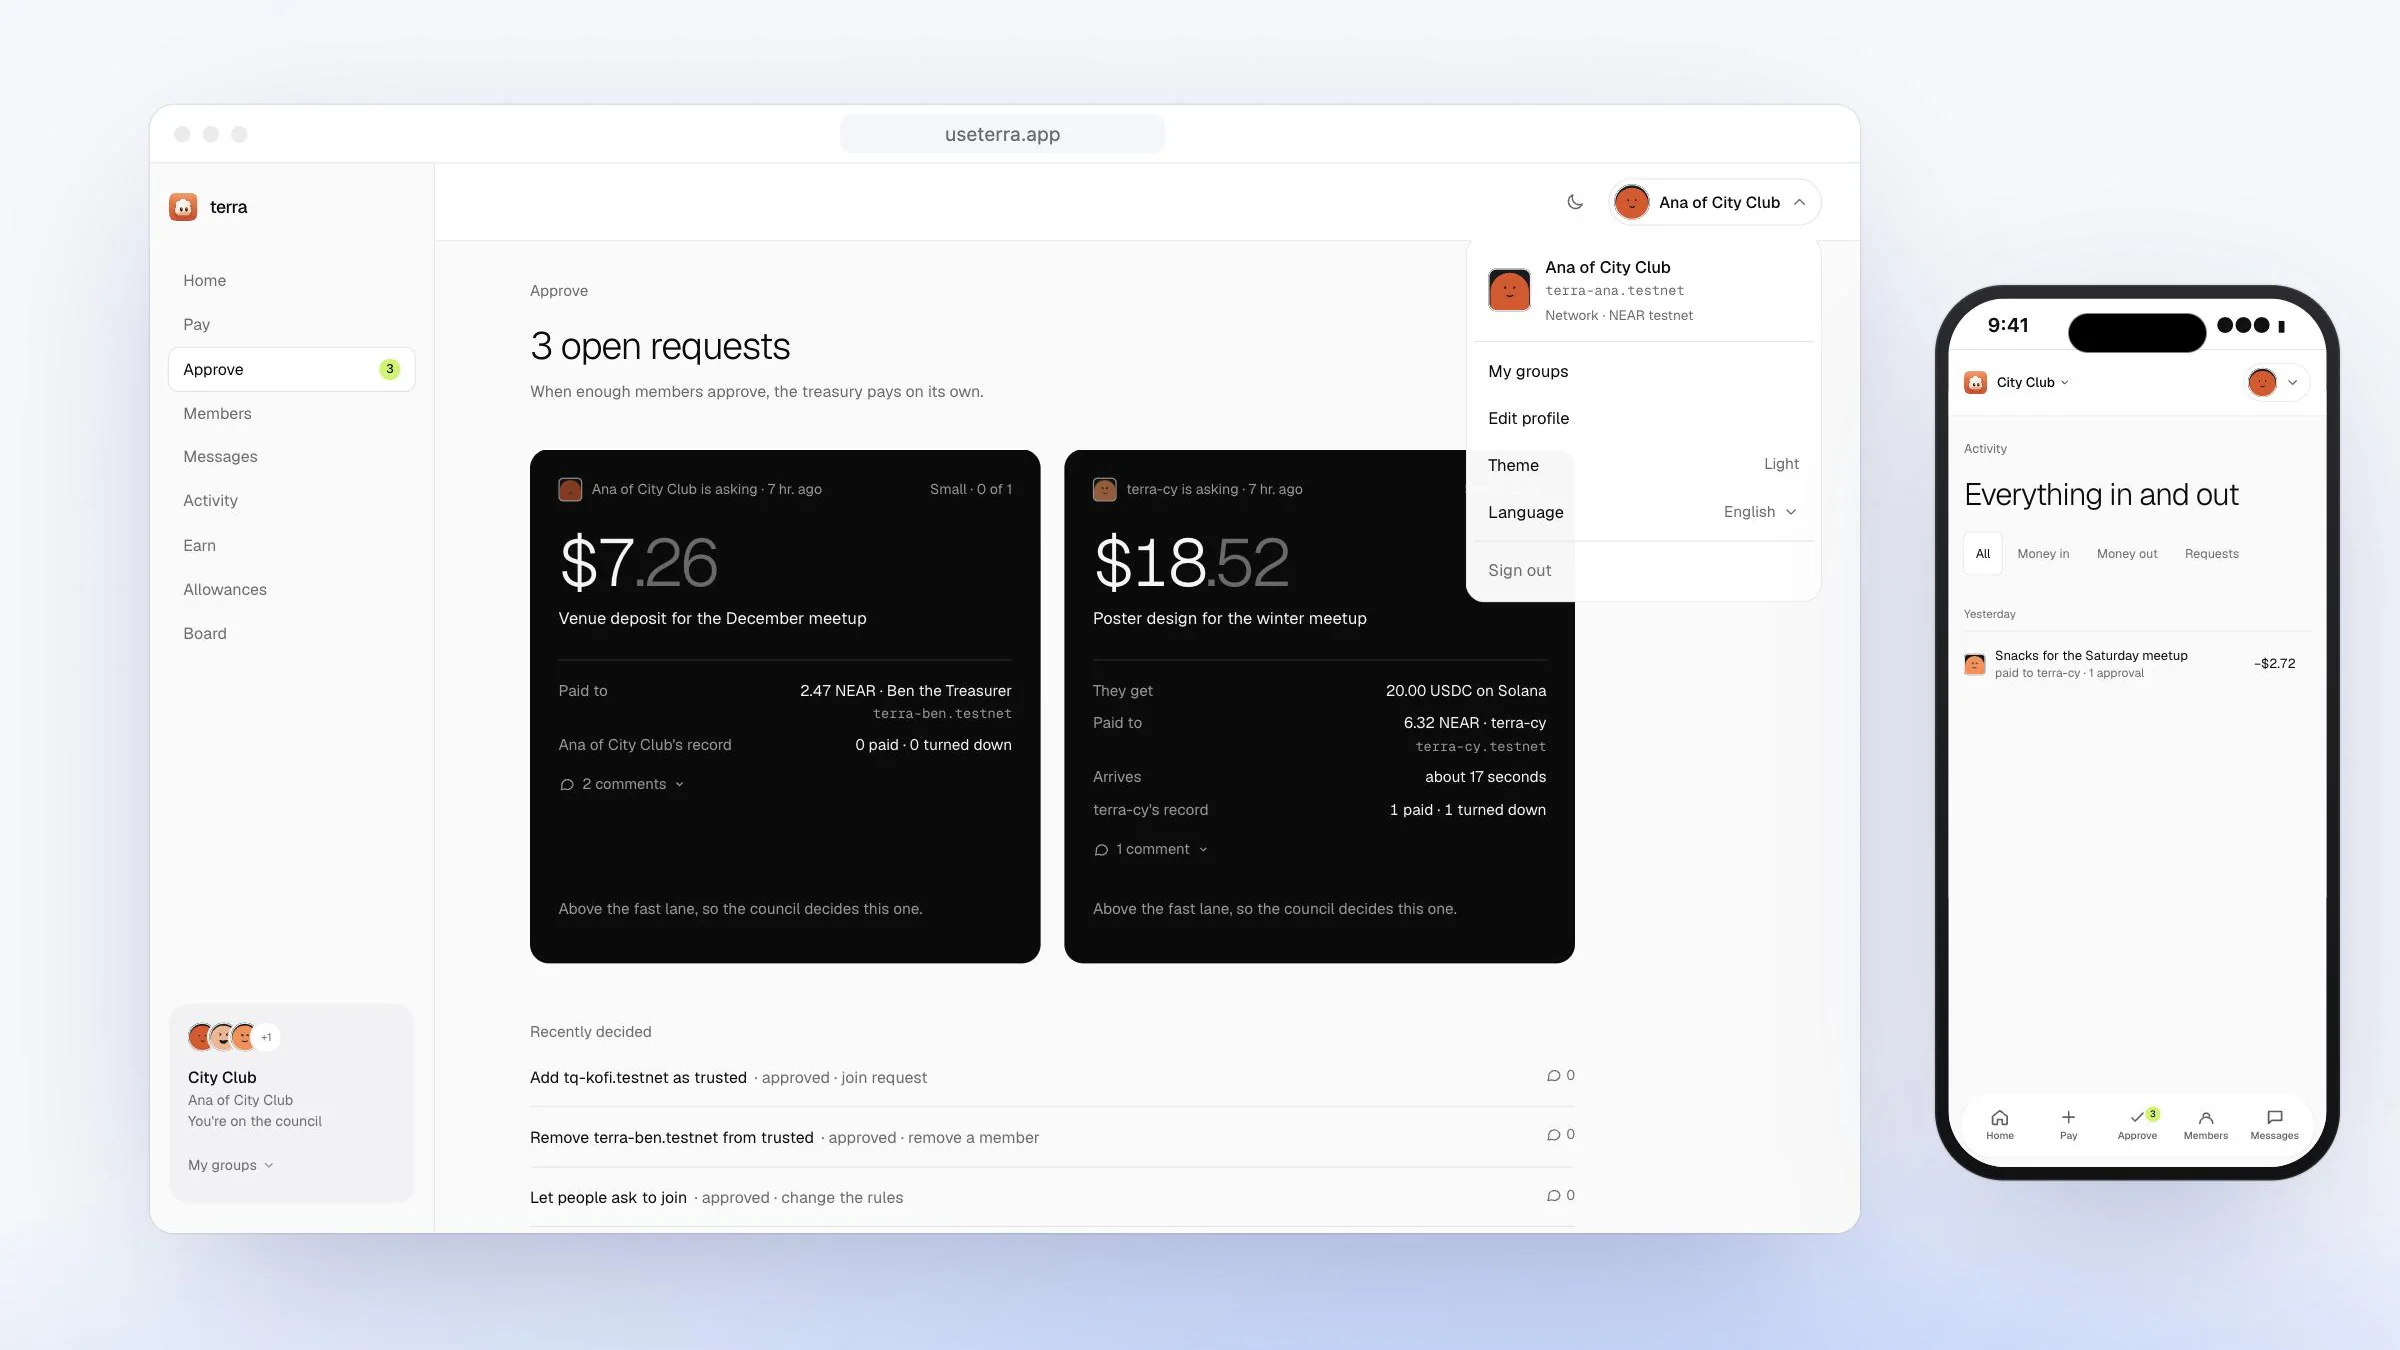 useterra.app
terra
Ana of City Club
Home
Pay
Approve 3
Members
Messages
Activity
Earn
Allowances
Board
+1
City Club
Ana of City Club
You're on the council
My groups
Approve
3 open requests
When enough members approve, the treasury pays on its own.
Ana of City Club is asking · 7 hr. ago Small · 0 of 1
$7.26
Venue deposit for the December meetup
Paid to 2.47 NEAR · Ben the Treasurer
terra-ben.testnet
Ana of City Club's record 0 paid · 0 turned down
2 comments
Above the fast lane, so the council decides this one.
terra-cy is asking · 7 hr. ago
$18.52
Poster design for the winter meetup
They get 20.00 USDC on Solana
Paid to 6.32 NEAR · terra-cy
terra-cy.testnet
Arrives about 17 seconds
terra-cy's record 1 paid · 1 turned down
1 comment
Above the fast lane, so the council decides this one.
Ana of City Club
terra-ana.testnet
Network · NEAR testnet
My groups
Edit profile
Theme Light
Language English
Sign out
Recently decided
Add tq-kofi.testnet as trusted · approved · join request 0
Remove terra-ben.testnet from trusted · approved · remove a member 0
Let people ask to join · approved · change the rules 0
9:41
City Club
Activity
Everything in and out
All Money in Money out Requests
Yesterday
Snacks for the Saturday meetup −$2.72
paid to terra-cy · 1 approval
3
Home Pay Approve Members Messages